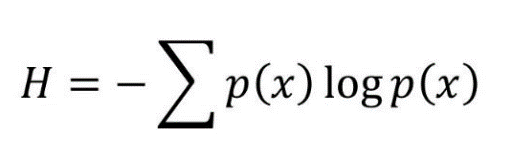 H = − ∑ p(x) log p(x)